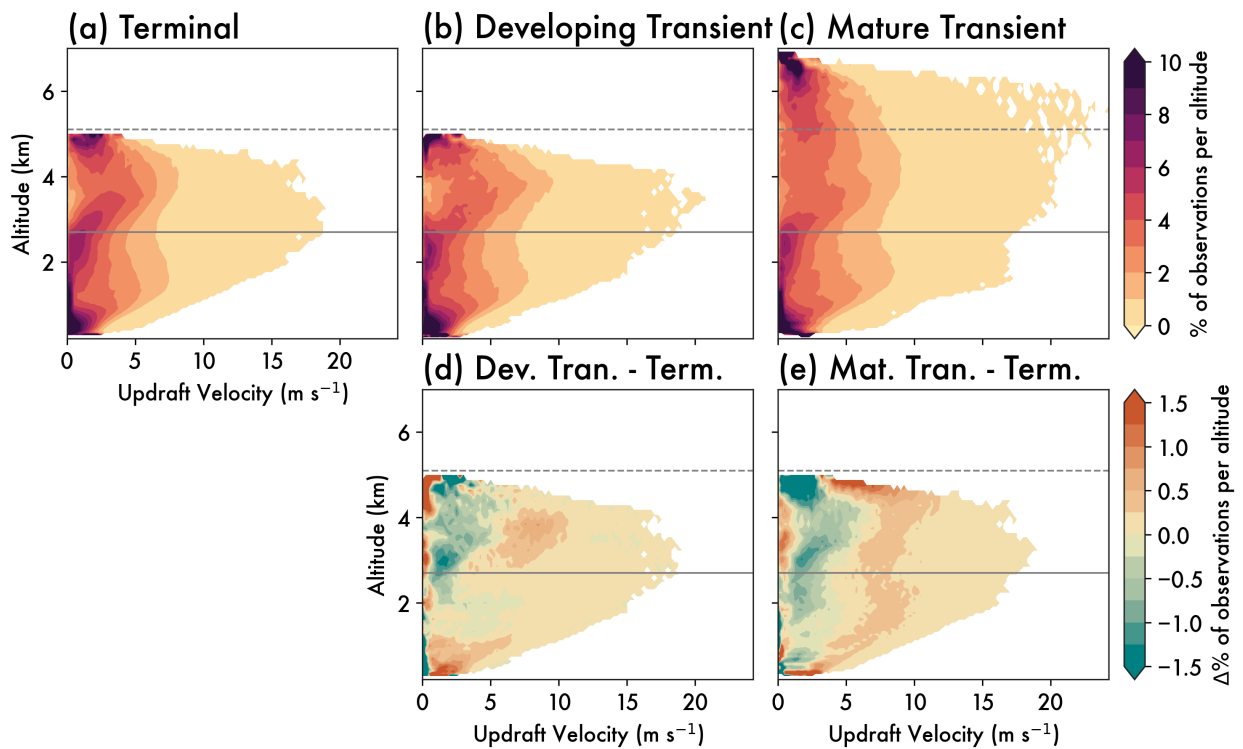 (a) Terminal
(b) Developing Transient
(c) Mature Transient
6
4
2
Altitude (km)
0 5 10 15 20
Updraft Velocity (m s⁻¹)
10
8
6
4
2
0
% of observations per altitude
(d) Dev. Tran. - Term.
(e) Mat. Tran. - Term.
6
4
2
Altitude (km)
0 5 10 15 20
Updraft Velocity (m s⁻¹)
0 5 10 15 20
Updraft Velocity (m s⁻¹)
1.5
1.0
0.5
0.0
−0.5
−1.0
−1.5
Δ% of observations per altitude